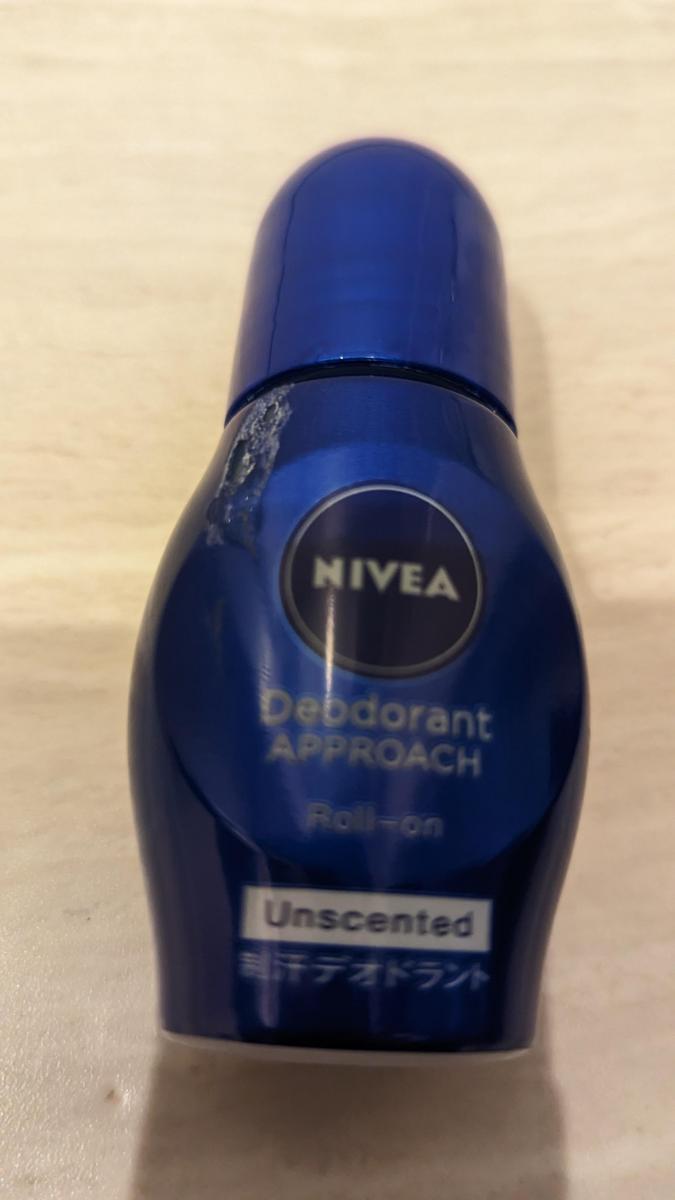 NIVEA
Deodorant
APPROACH
Roll-on
Unscented
制汗デオドラント